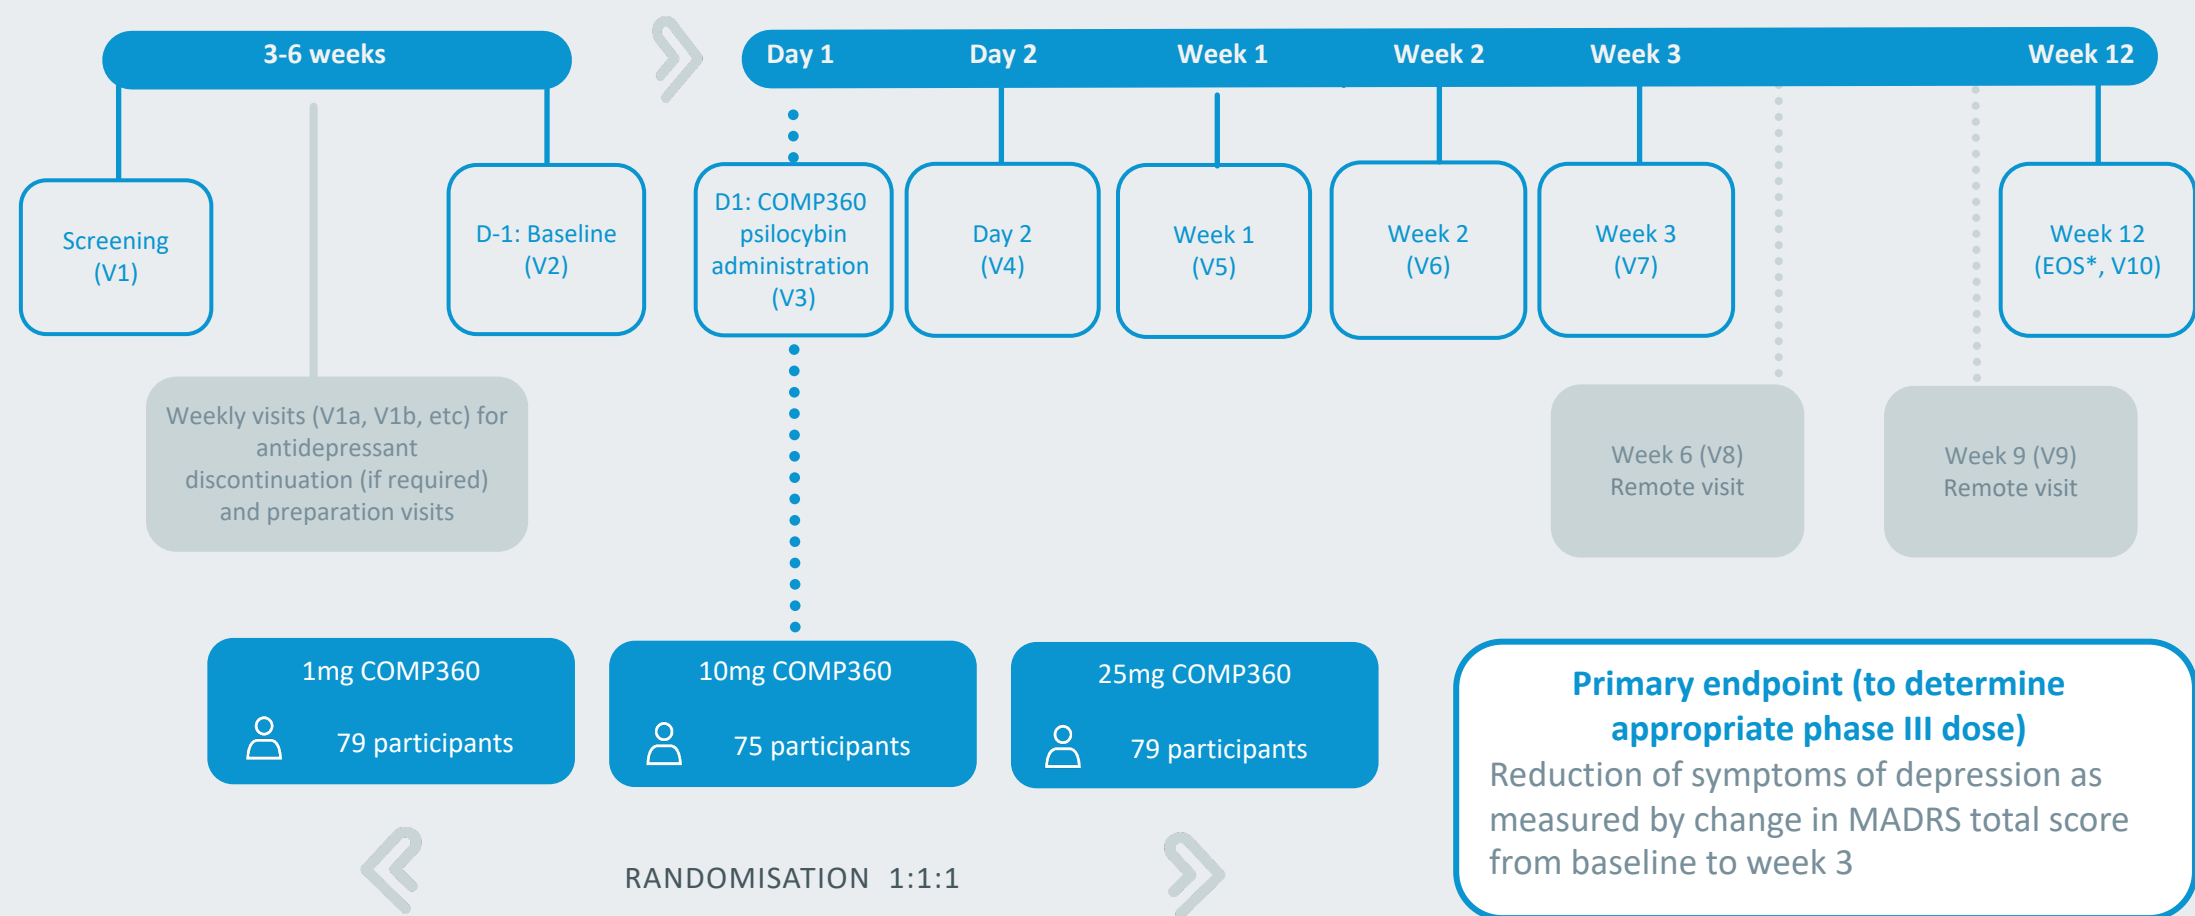 3-6 weeks
Day 1
Day 2
Week 1
Week 2
Week 3
Week 12
Screening
(V1)
D-1: Baseline
(V2)
D1: COMP360
psilocybin
administration
(V3)
Day 2
(V4)
Week 1
(V5)
Week 2
(V6)
Week 3
(V7)
Week 12
(EOS*, V10)
Weekly visits (V1a, V1b, etc) for
antidepressant
discontinuation (if required)
and preparation visits
Week 6 (V8)
Remote visit
Week 9 (V9)
Remote visit
1mg COMP360
79 participants
10mg COMP360
75 participants
25mg COMP360
79 participants
Primary endpoint (to determine
appropriate phase III dose)
Reduction of symptoms of depression as
measured by change in MADRS total score
from baseline to week 3
RANDOMISATION 1:1:1